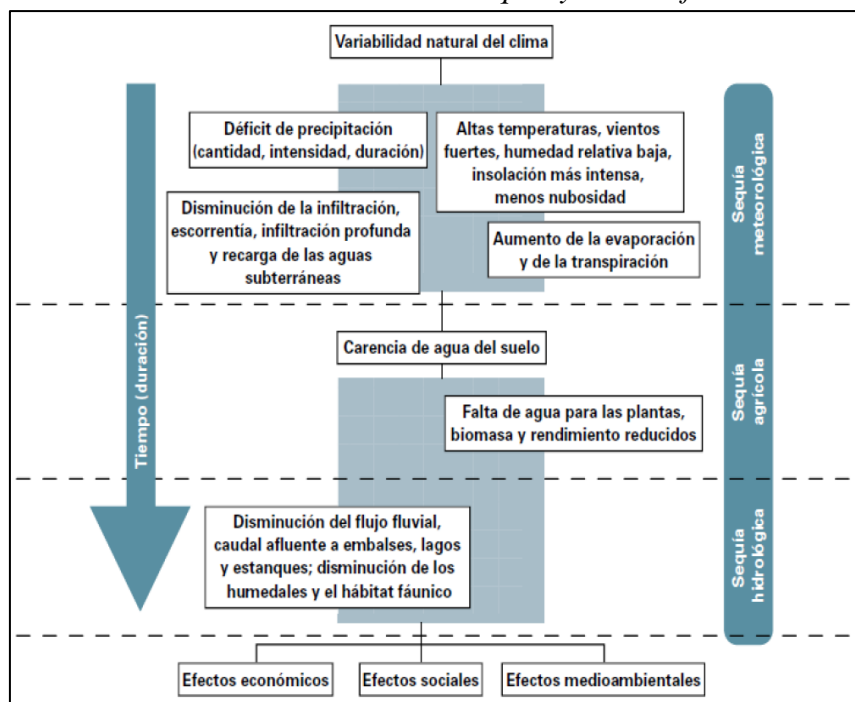 Variabilidad natural del clima
Déficit de precipitación
(cantidad, intensidad, duración)
Altas temperaturas, vientos
fuertes, humedad relativa baja,
insolación más intensa,
menos nubosidad
Disminución de la infiltración,
escorrentía, infiltración profunda
y recarga de las aguas
subterráneas
Aumento de la evaporación
y de la transpiración
Sequía
meteorológica
Tiempo (duración)
Carencia de agua del suelo
Falta de agua para las plantas,
biomasa y rendimiento reducidos
Sequía
agrícola
Disminución del flujo fluvial,
caudal afluente a embalses, lagos
y estanques; disminución de los
humedales y el hábitat fáunico
Sequía
hidrológica
Efectos económicos
Efectos sociales
Efectos medioambientales